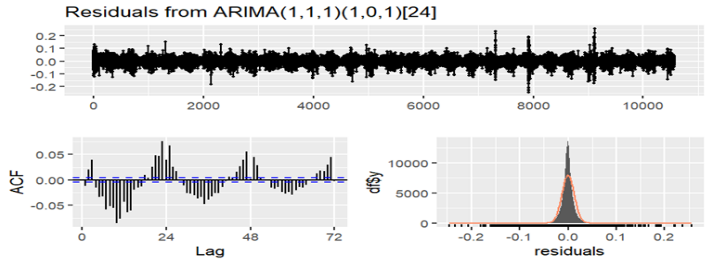 Residuals from ARIMA(1,1,1)(1,0,1)[24]
0.2
0.1
0.0
-0.1
-0.2
0 2000 4000 6000 8000 10000
ACF
0.05
0.00
-0.05
0 24 48 72
Lag
df$y
10000
5000
0
-0.2 -0.1 0.0 0.1 0.2
residuals